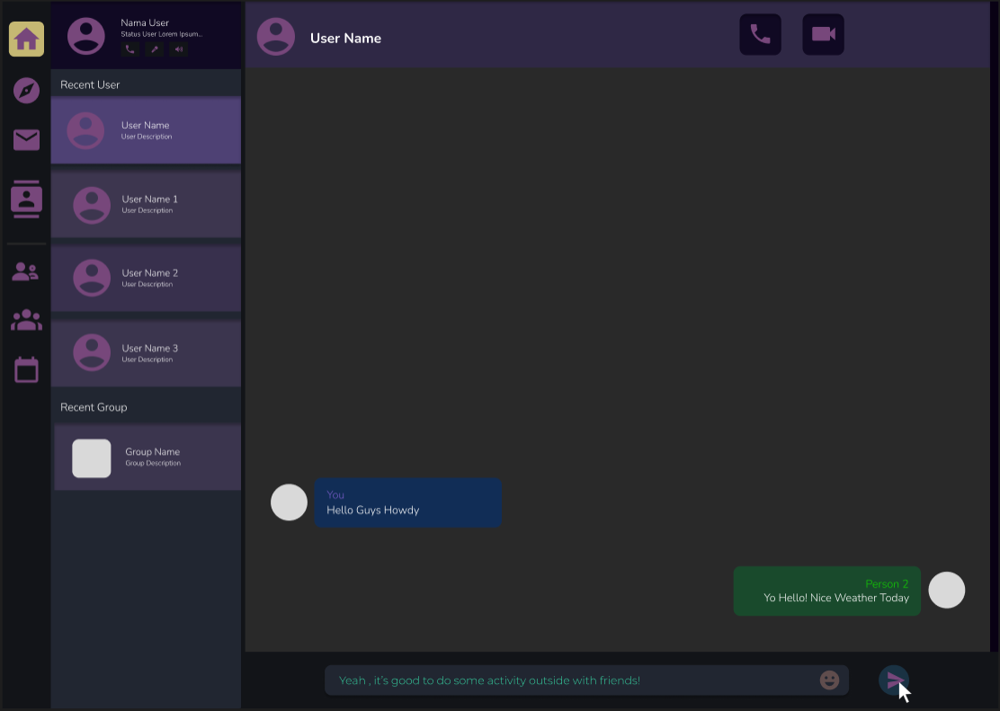 Nama User
Status User Lorem Ipsum...
Recent User
User Name
User Description
User Name 1
User Description
User Name 2
User Description
User Name 3
User Description
Recent Group
Group Name
Group Description
User Name
You
Hello Guys Howdy
Person 2
Yo Hello! Nice Weather Today
Yeah , it's good to do some activity outside with friends!